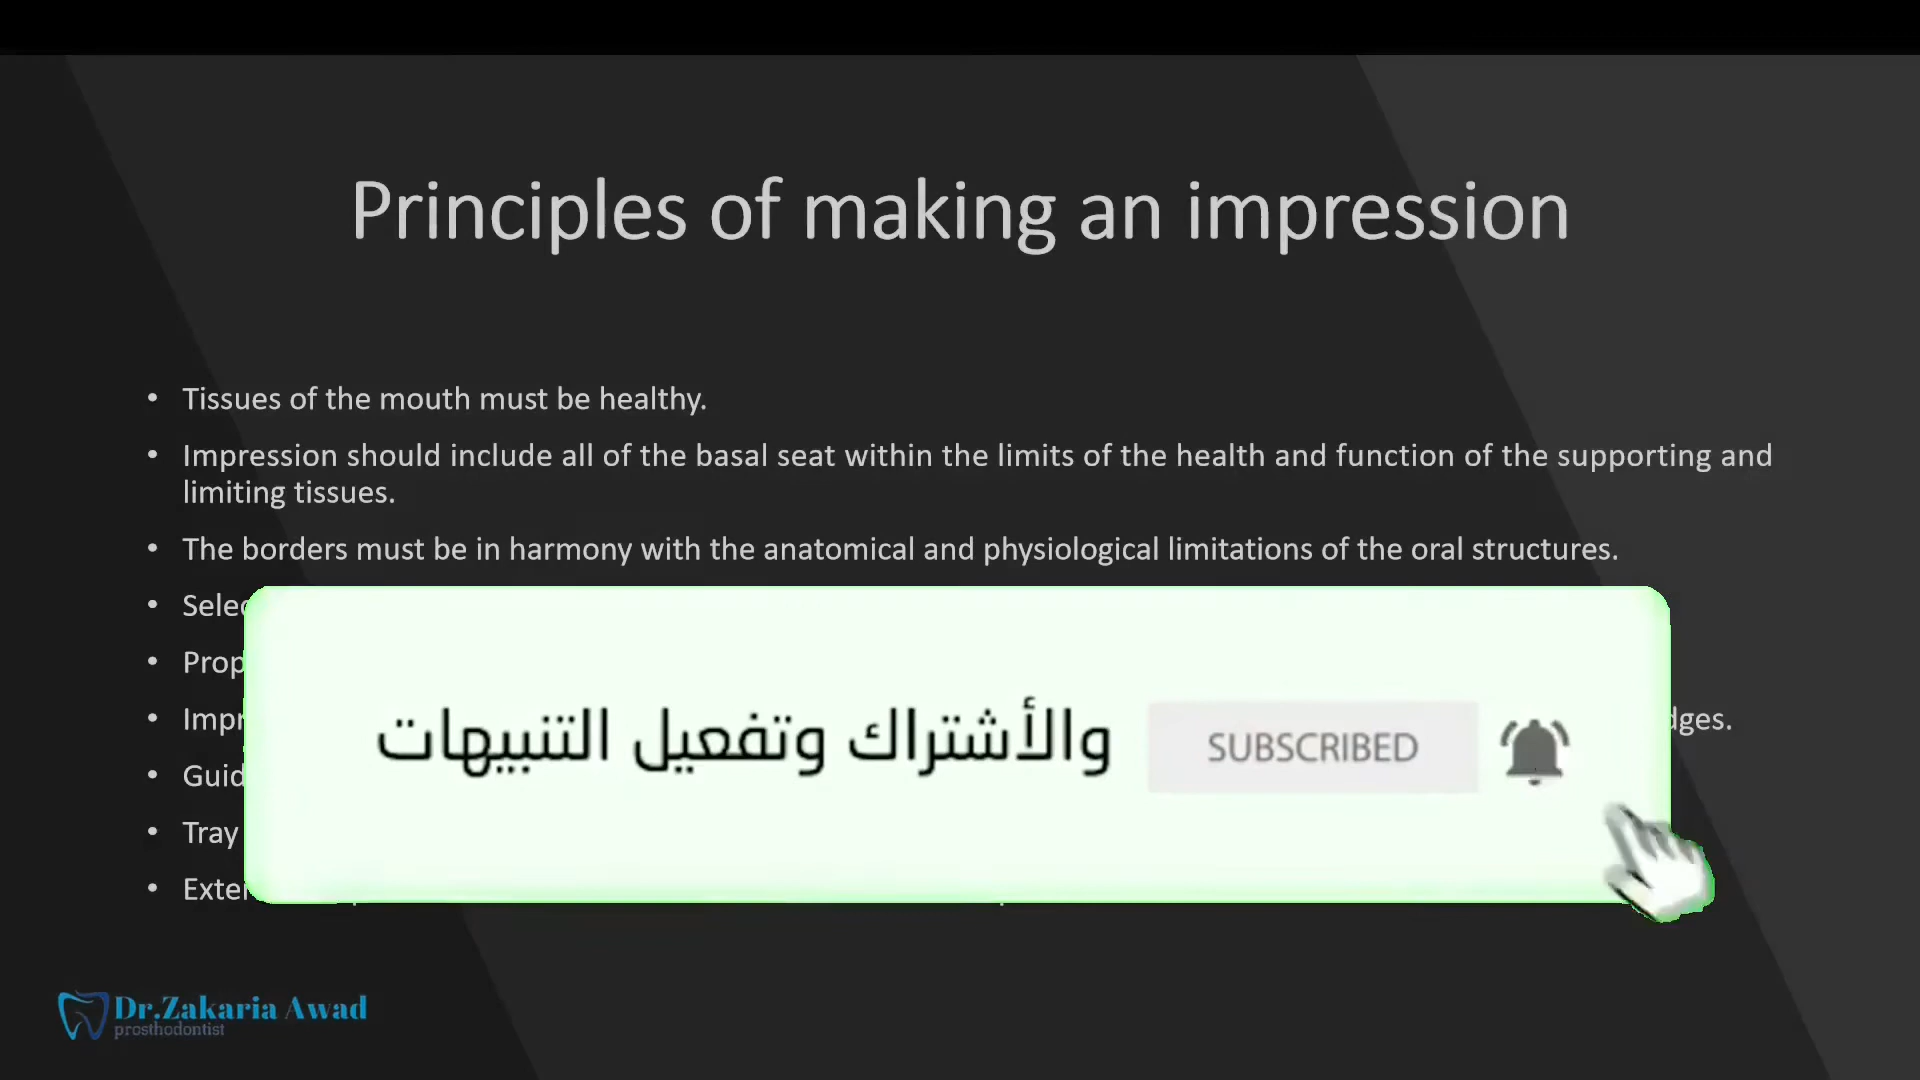 Principles of making an impression
• Tissues of the mouth must be healthy.
• Impression should include all of the basal seat within the limits of the health and function of the supporting and
limiting tissues.
• The borders must be in harmony with the anatomical and physiological limitations of the oral structures.
•
•
•
• 
• Tray
•
والأشتراك وتفعيل التنبيهات
SUBSCRIBED
Dr.Zakaria Awad
prosthodontist